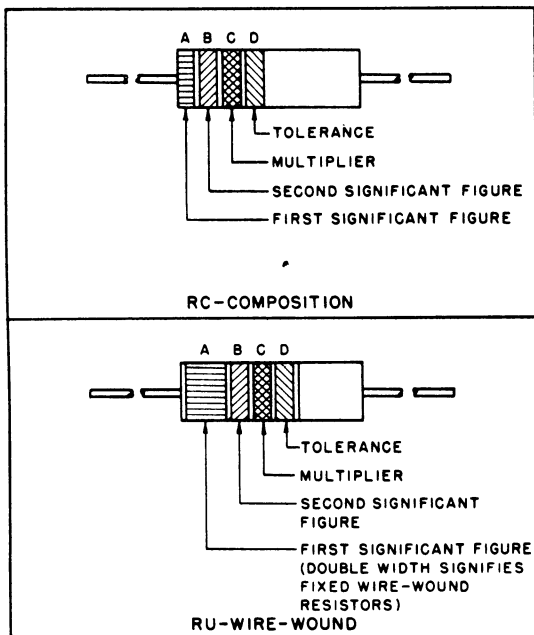 A B C D
TOLERANCE
MULTIPLIER
SECOND SIGNIFICANT FIGURE
FIRST SIGNIFICANT FIGURE
RC-COMPOSITION
A B C D
TOLERANCE
MULTIPLIER
SECOND SIGNIFICANT
FIGURE
FIRST SIGNIFICANT FIGURE
(DOUBLE WIDTH SIGNIFIES
FIXED WIRE-WOUND
RESISTORS)
RU-WIRE-WOUND